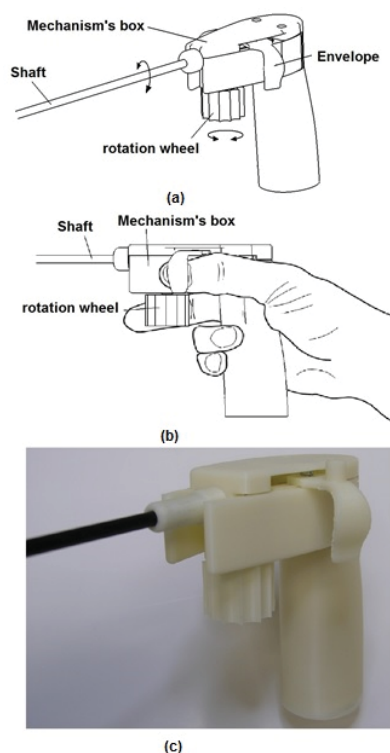 Mechanism's box
Envelope
Shaft
rotation wheel
(a)
Shaft
Mechanism's box
rotation wheel
(b)
(c)